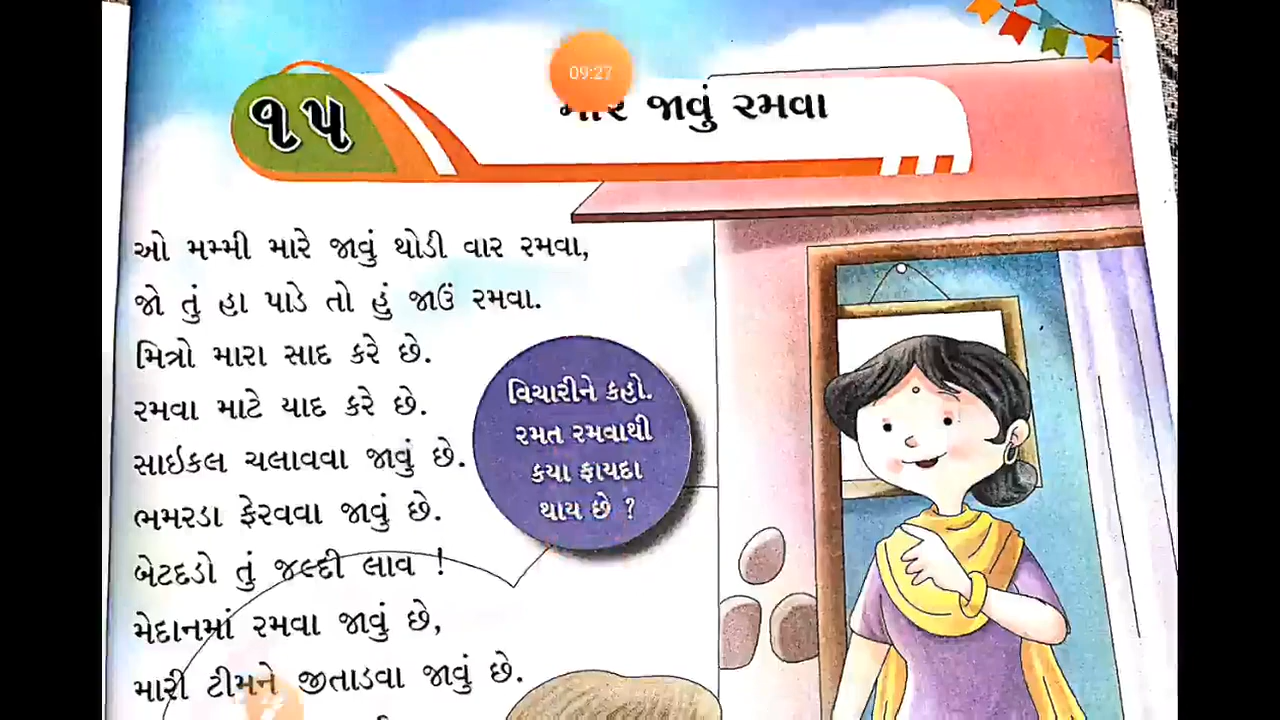 ૧૫
09:27
જાવું રમવા
ઓ મમ્મી મારે જાવું થોડી વાર રમવા,
જો તું હા પાડે તો હું જાઉં રમવા.
મિત્રો મારા સાદ કરે છે.
રમવા માટે યાદ કરે છે.
સાઇકલ ચલાવવા જાવું છે.
ભમરડા ફેરવવા જાવું છે.
બેટદડો તું જલ્દી લાવ !
મેદાનમાં રમવા જાવું છે,
મારી ટીમને જીતાડવા જાવું છે.
વિચારીને કહો.
રમત રમવાથી
કયા ફાયદા
થાય છે ?